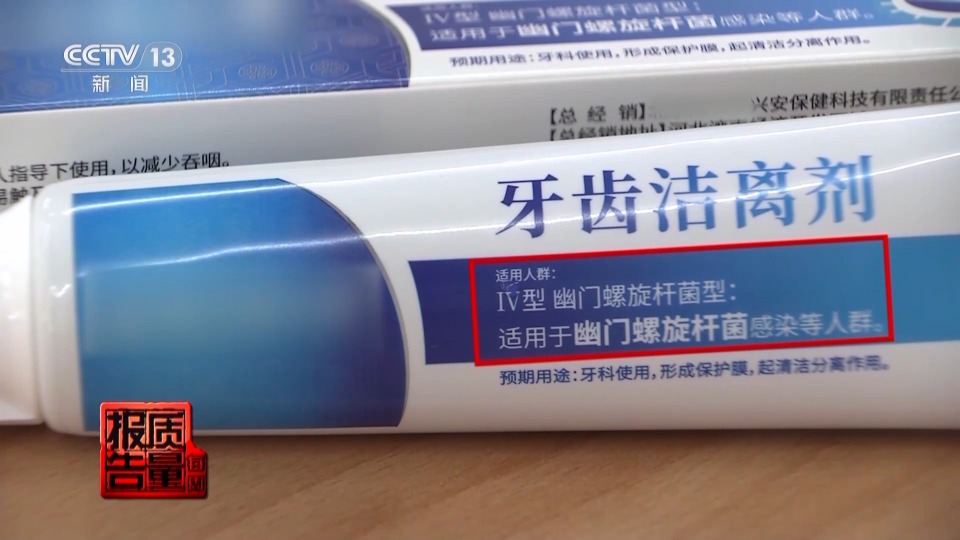 CCTV 13
新闻
IV型 幽门螺旋杆菌型：
适用于幽门螺旋杆菌感染等人群。
预期用途：牙科使用，形成保护膜，起清洁分离作用。
【总 经 销】 兴安保健科技有限责任公
人指导下使用，以减少吞咽。
牙齿洁离剂
适用人群：
IV型 幽门螺旋杆菌型：
适用于幽门螺旋杆菌感染等人群。
预期用途：牙科使用，形成保护膜，起清洁分离作用。
质量报告